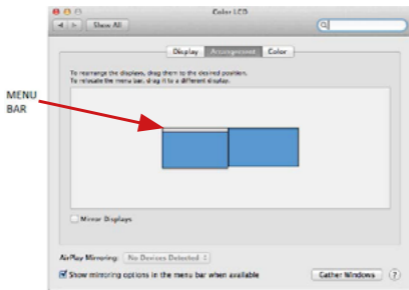 Color LCD
Show All
Display Arrangement Color
To rearrange the displays, drag them to the desired position.
To relocate the menu bar, drag it to a different display.
MENU
BAR
Mirror Displays
AirPlay Mirroring: No Devices Detected
Show mirroring options in the menu bar when available
Gather Windows ?